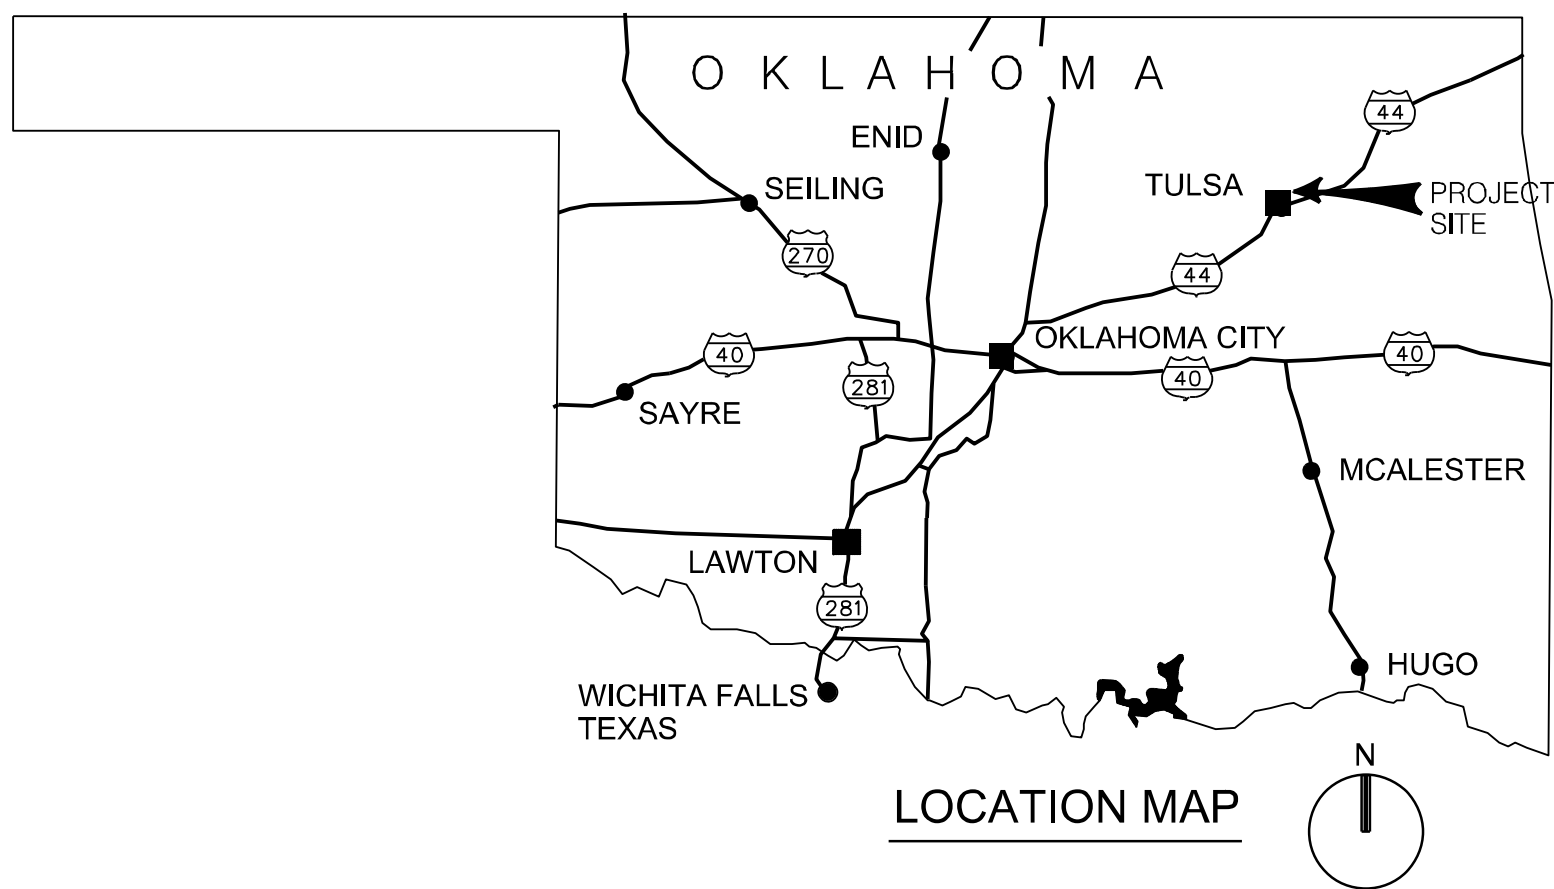 OKLAHOMA
44
ENID
TULSA
SEILING
PROJECT
SITE
270
44
OKLAHOMA CITY
40
40
40
281
SAYRE
MCALESTER
LAWTON
281
HUGO
WICHITA FALLS
TEXAS
N
LOCATION MAP